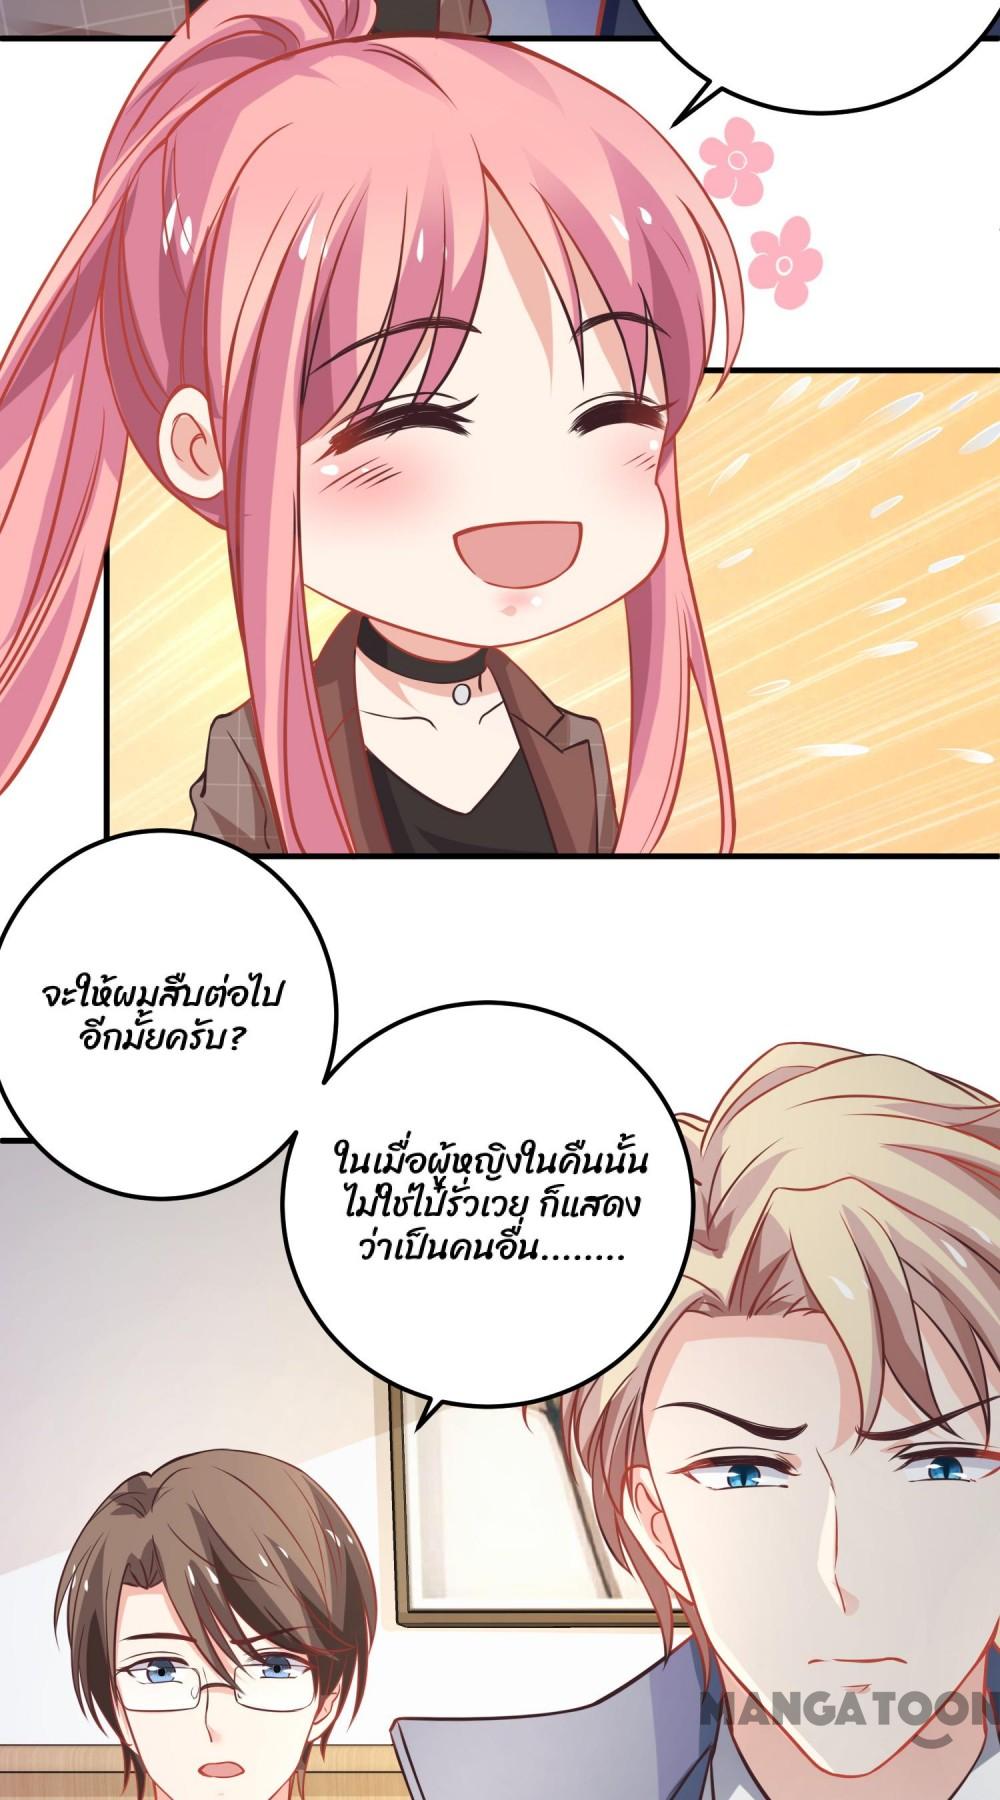 จะให้ผมสืบต่อไป
อีกมั้ยครับ?
ในเมื่อผู้หญิงในคืนนั้น
ไม่ใช่ไป๋รั่วเวย ก็แสดง
ว่าเป็นคนอื่น........
MANGATOON